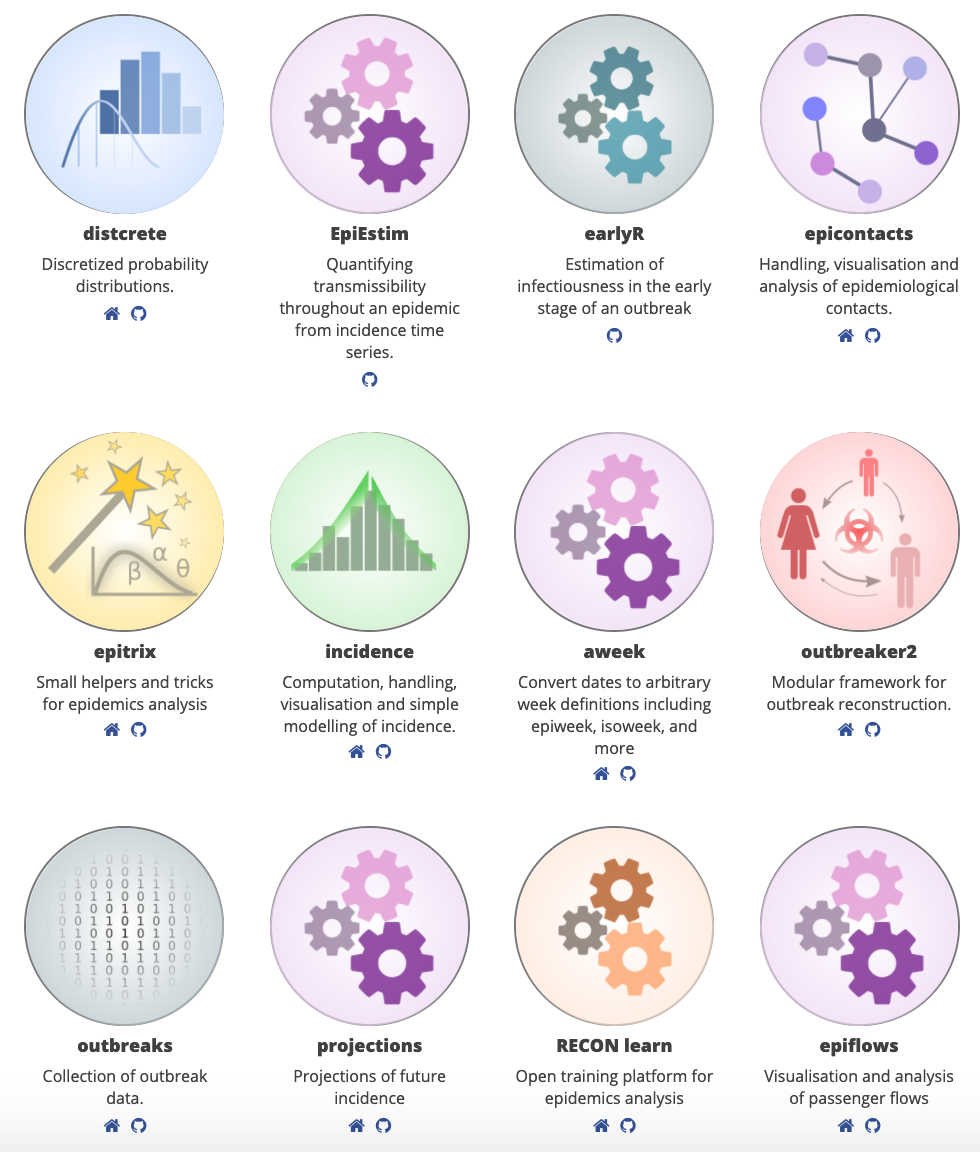 distcrete
Discretized probability
distributions.
EpiEstim
Quantifying
transmissibility
throughout an epidemic
from incidence time
series.
earlyR
Estimation of
infectiousness in the early
stage of an outbreak
epicontacts
Handling, visualisation and
analysis of epidemiological
contacts.
α
β
θ
epitrix
Small helpers and tricks
for epidemics analysis
incidence
Computation, handling,
visualisation and simple
modelling of incidence.
aweek
Convert dates to arbitrary
week definitions including
epiweek, isoweek, and
more
outbreaker2
Modular framework for
outbreak reconstruction.
outbreaks
Collection of outbreak
data.
projections
Projections of future
incidence
RECON learn
Open training platform for
epidemics analysis
epiflows
Visualisation and analysis
of passenger flows